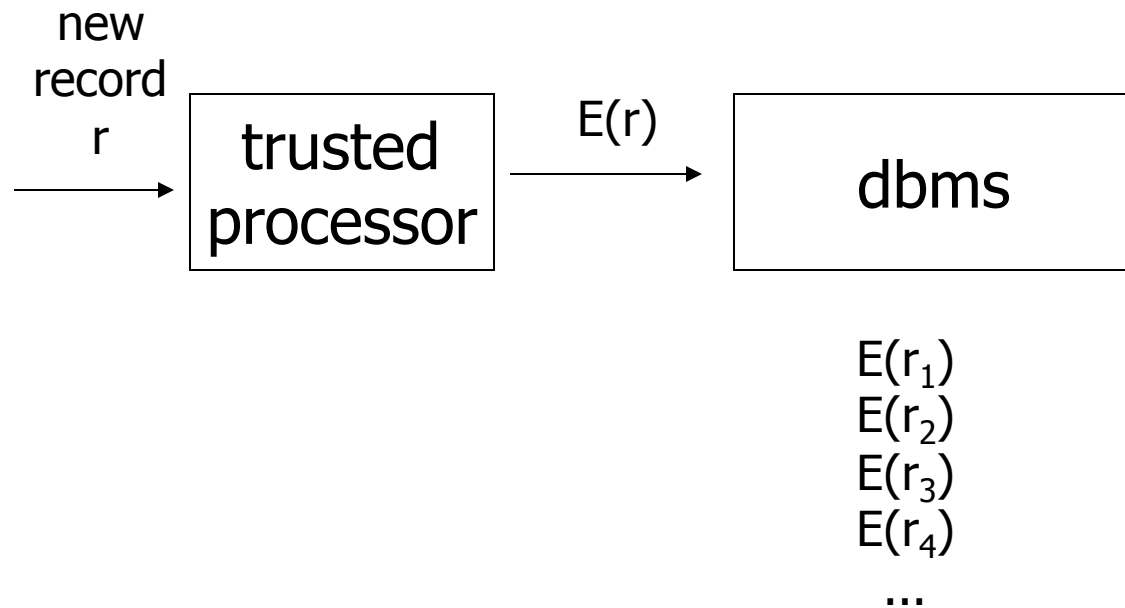 new
record
r
trusted
processor
E(r)
dbms
E(r₁)
E(r₂)
E(r₃)
E(r₄)
...